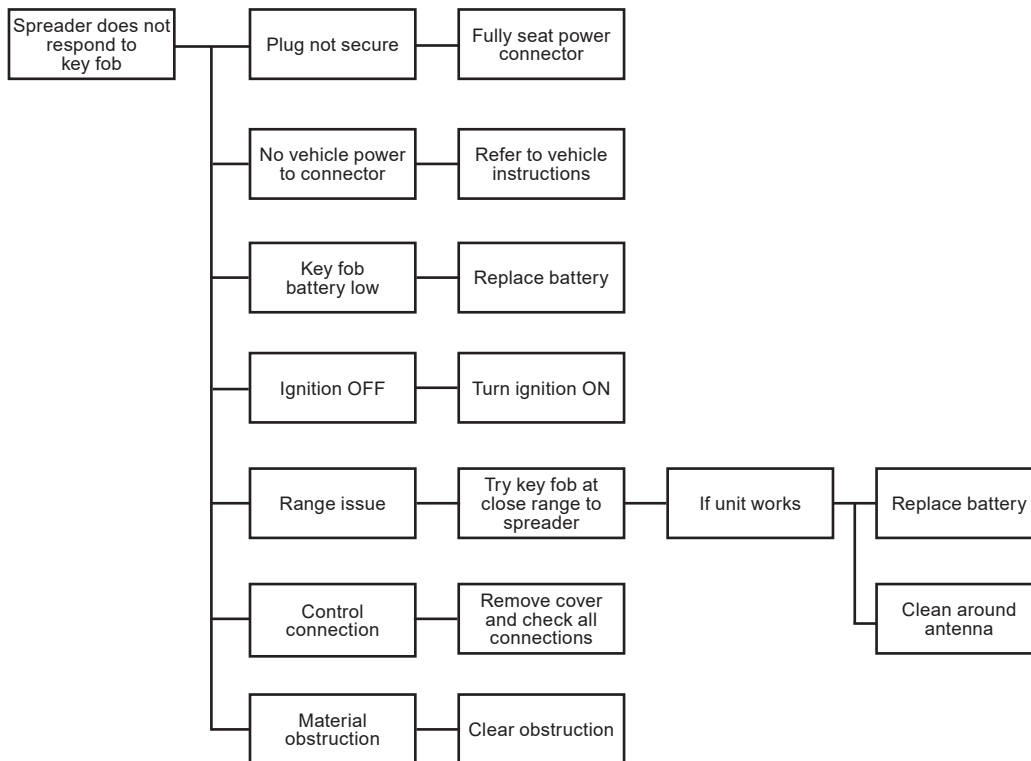 Spreader does not
respond to
key fob
Plug not secure
Fully seat power
connector
No vehicle power
to connector
Refer to vehicle
instructions
Key fob
battery low
Replace battery
Ignition OFF
Turn ignition ON
Range issue
Try key fob at
close range to
spreader
If unit works
Replace battery
Clean around
antenna
Control
connection
Remove cover
and check all
connections
Material
obstruction
Clear obstruction